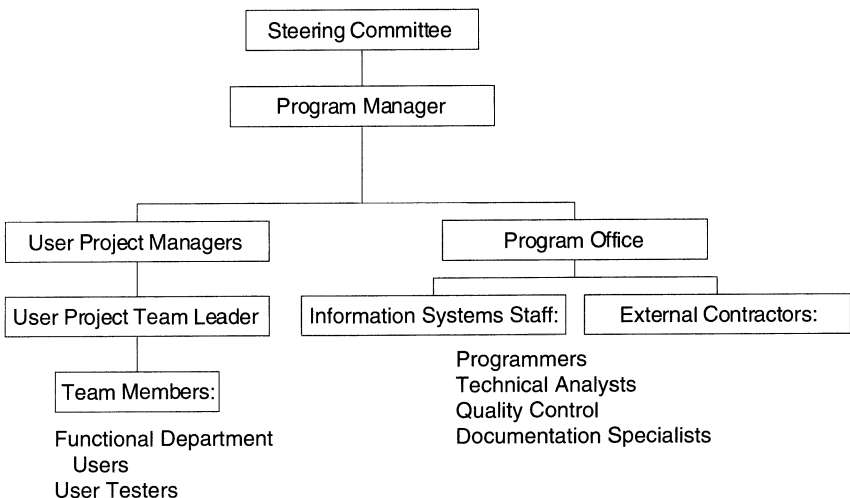 Steering Committee
Program Manager
User Project Managers
Program Office
User Project Team Leader
Information Systems Staff:
External Contractors:
Team Members:
Programmers
Technical Analysts
Quality Control
Documentation Specialists
Functional Department
Users
User Testers